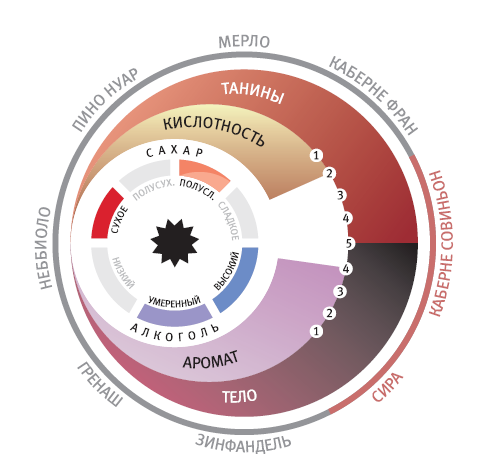 МЕРЛО
КАБЕРНЕ ФРАН
КАБЕРНЕ СОВИНЬОН
СИРА
ЗИНФАНДЕЛЬ
ГРЕНАШ
НЕББИОЛО
ПИНО НУАР
ТАНИНЫ
КИСЛОТНОСТЬ
САХАР
СУХОЕ
ПОЛУСУХ.
ПОЛУСЛ.
СЛАДКОЕ
НИЗКИЙ
УМЕРЕННЫЙ
ВЫСОКИЙ
АЛКОГОЛЬ
АРОМАТ
ТЕЛО
1
2
3
4
5
4
3
2
1